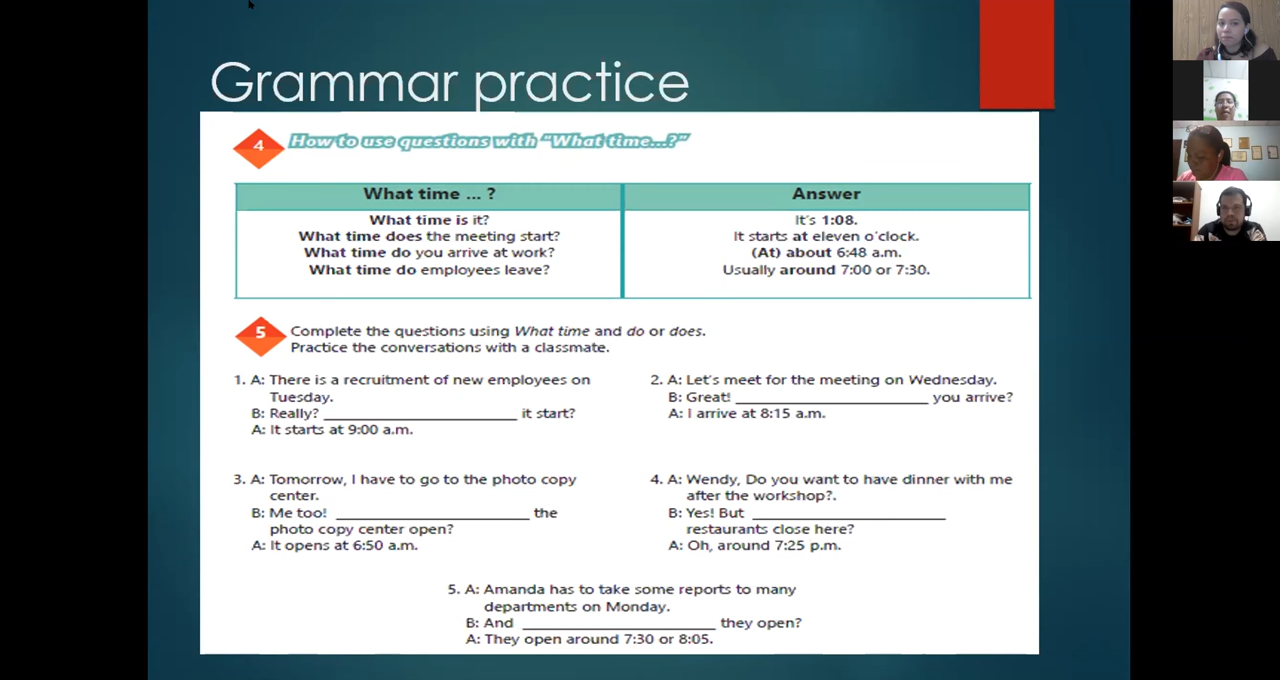 Grammar practice
4 How to use questions with “What time...?”
What time ... ? Answer
What time is it? It's 1:08.
What time does the meeting start? It starts at eleven o'clock.
What time do you arrive at work? (At) about 6:48 a.m.
What time do employees leave? Usually around 7:00 or 7:30.
5 Complete the questions using What time and do or does.
Practice the conversations with a classmate.
1. A: There is a recruitment of new employees on
Tuesday.
B: Really? ____________________ it start?
A: It starts at 9:00 a.m.
2. A: Let's meet for the meeting on Wednesday.
B: Great! ____________________ you arrive?
A: I arrive at 8:15 a.m.
3. A: Tomorrow, I have to go to the photo copy
center.
B: Me too! ____________________ the
photo copy center open?
A: It opens at 6:50 a.m.
4. A: Wendy, Do you want to have dinner with me
after the workshop?.
B: Yes! But ____________________
restaurants close here?
A: Oh, around 7:25 p.m.
5. A: Amanda has to take some reports to many
departments on Monday.
B: And ____________________ they open?
A: They open around 7:30 or 8:05.